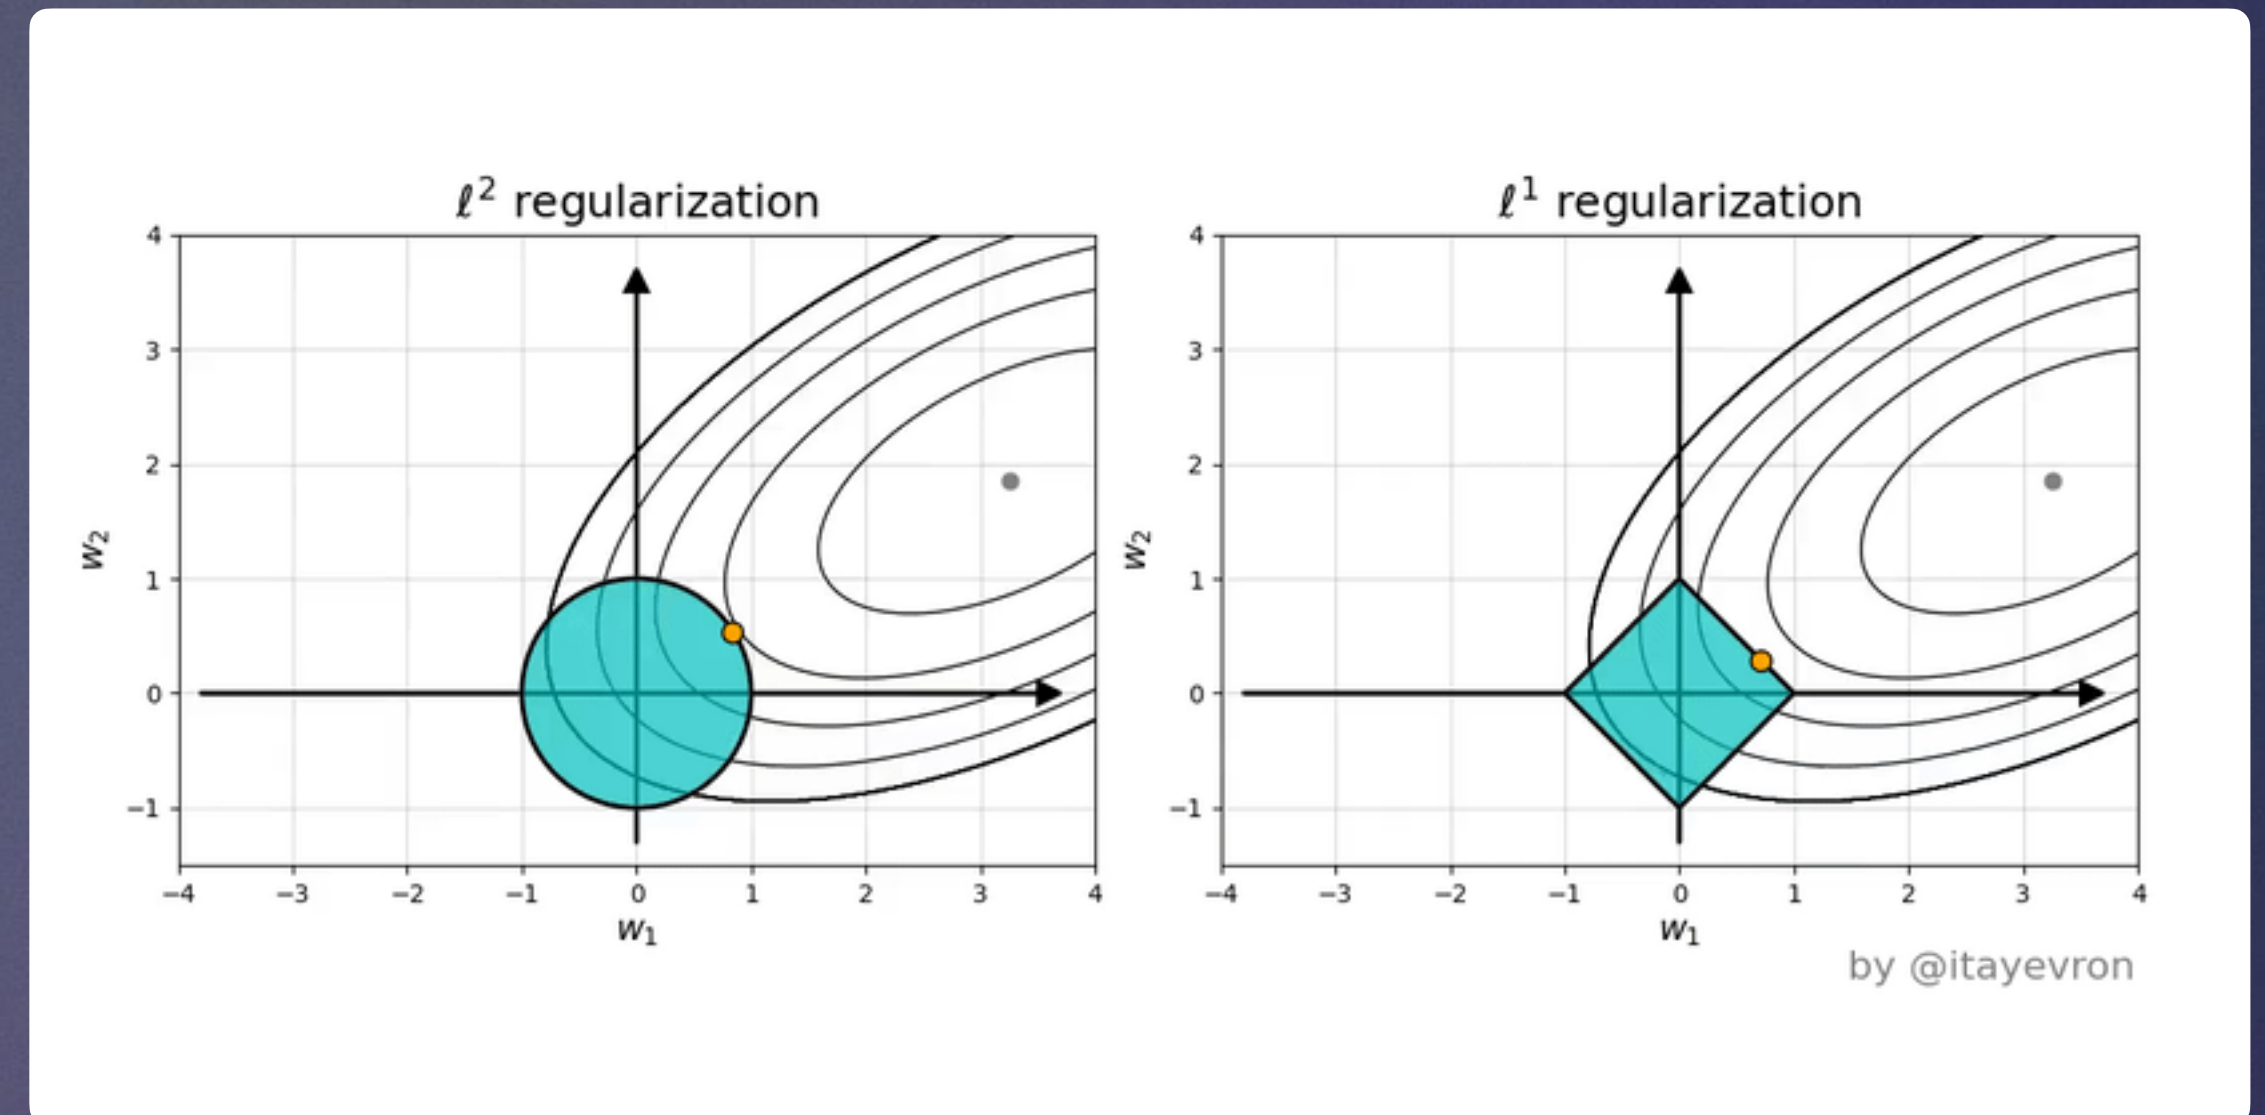 ℓ² regularization
4
3
2
1
0
−1
w₂
−4 −3 −2 −1 0 1 2 3 4
w₁
ℓ¹ regularization
4
3
2
1
0
−1
w₂
−4 −3 −2 −1 0 1 2 3 4
w₁
by @itayevron